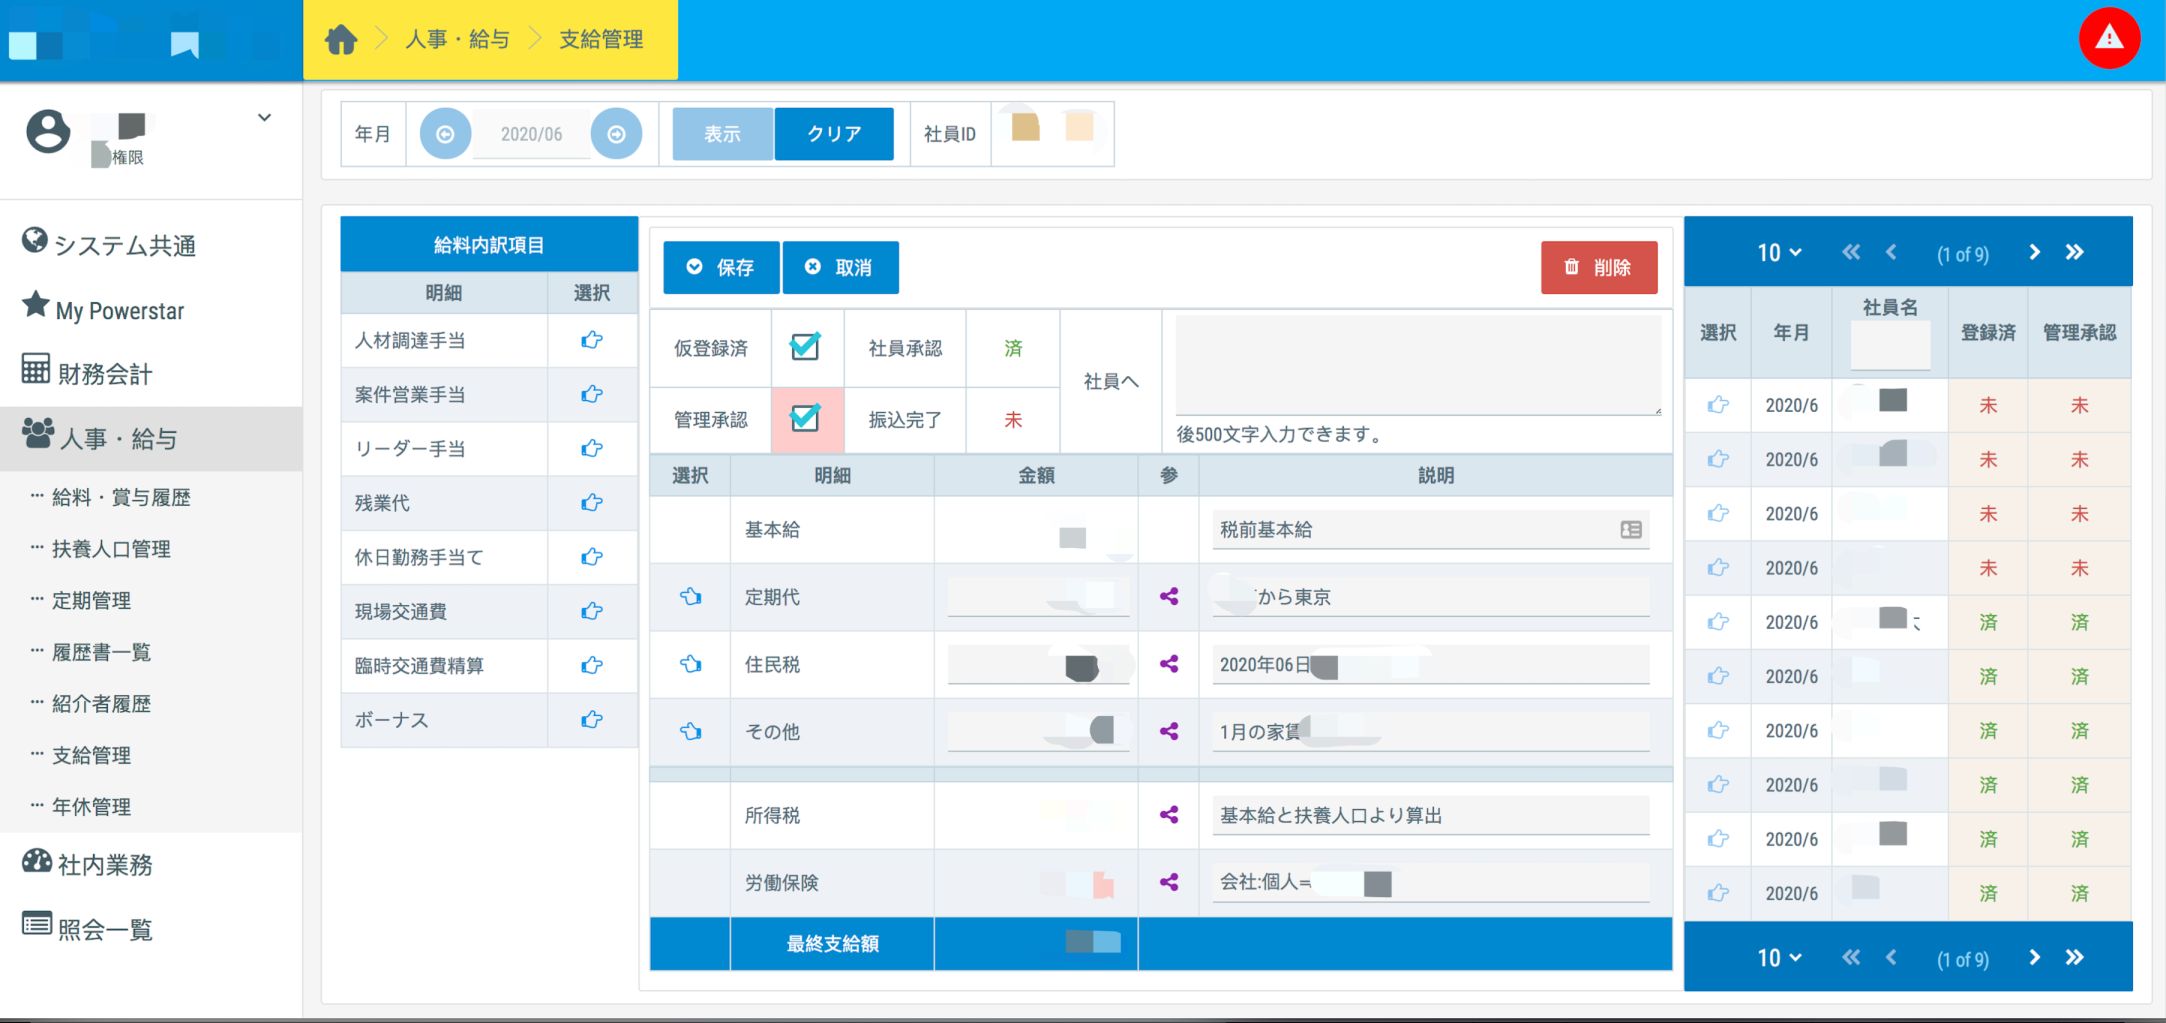 人事・給与 支給管理
権限
年月 2020/06 表示 クリア 社員ID
システム共通
My Powerstar
財務会計
人事・給与
給料・賞与履歴
扶養人口管理
定期管理
履歴書一覧
紹介者履歴
支給管理
年休管理
社内業務
照会一覧
給料内訳項目
明細 選択
人材調達手当
案件営業手当
リーダー手当
残業代
休日勤務手当て
現場交通費
臨時交通費精算
ボーナス
保存 取消 削除
仮登録済 社員承認 済 社員へ
管理承認 振込完了 未
後500文字入力できます。
選択 明細 金額 参 説明
基本給 税前基本給
定期代 から東京
住民税 2020年06日
その他 1月の家賃
所得税 基本給と扶養人口より算出
労働保険 会社:個人=
最終支給額
10 (1 of 9)
選択 年月 社員名 登録済 管理承認
2020/6 未 未
2020/6 未 未
2020/6 未 未
2020/6 未 未
2020/6 済 済
2020/6 済 済
2020/6 済 済
2020/6 済 済
2020/6 済 済
2020/6 済 済
10 (1 of 9)